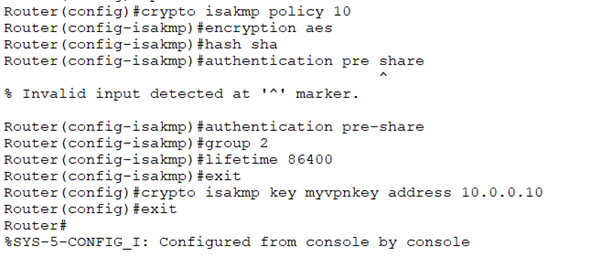 Router(config)#crypto isakmp policy 10
Router(config-isakmp)#encryption aes
Router(config-isakmp)#hash sha
Router(config-isakmp)#authentication pre share
^
% Invalid input detected at '^' marker.
Router(config-isakmp)#authentication pre-share
Router(config-isakmp)#group 2
Router(config-isakmp)#lifetime 86400
Router(config-isakmp)#exit
Router(config)#crypto isakmp key myvpnkey address 10.0.0.10
Router(config)#exit
Router#
%SYS-5-CONFIG_I: Configured from console by console